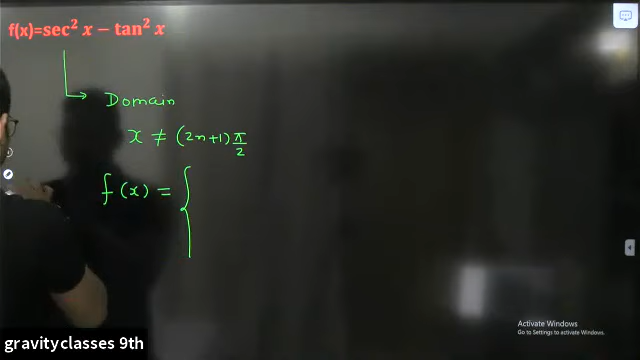 f(x)=sec² x − tan² x
Domain
x ≠ (2n+1) π/2
f(x) = {
Activate Windows
Go to Settings to activate Windows.
gravityclasses 9th